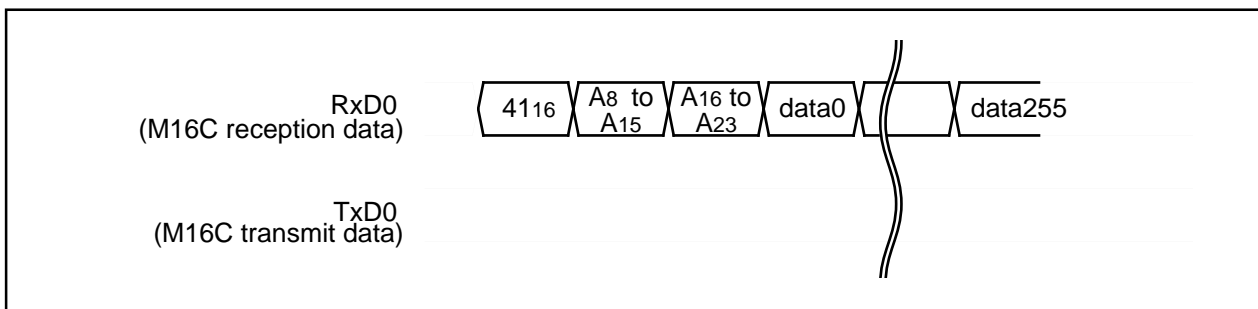 RxD0
(M16C reception data)
4116
A8 to
A15
A16 to
A23
data0
data255
TxD0
(M16C transmit data)